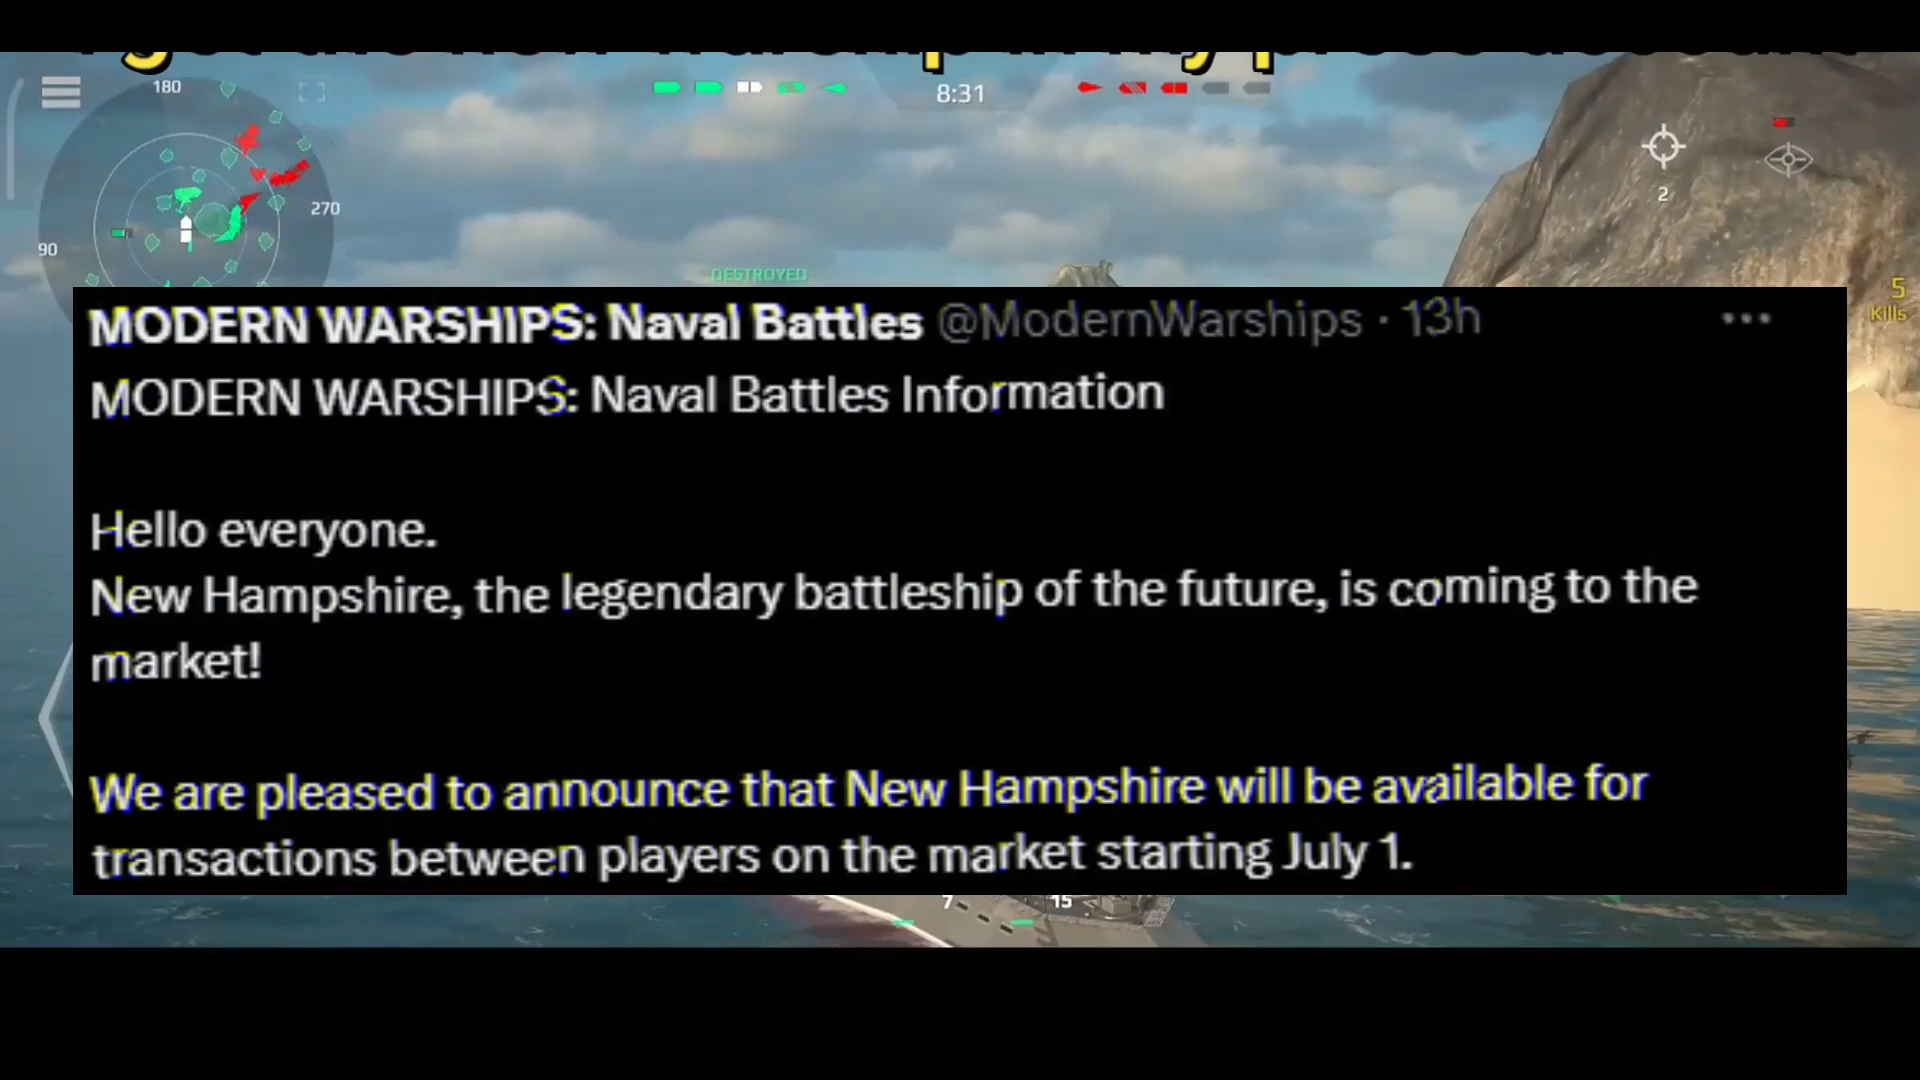 180
8:31
270
90
2
DESTROYED
5
Kills
MODERN WARSHIPS: Naval Battles @ModernWarships · 13h
MODERN WARSHIPS: Naval Battles Information
Hello everyone.
New Hampshire, the legendary battleship of the future, is coming to the
market!
We are pleased to announce that New Hampshire will be available for
transactions between players on the market starting July 1.
7
15